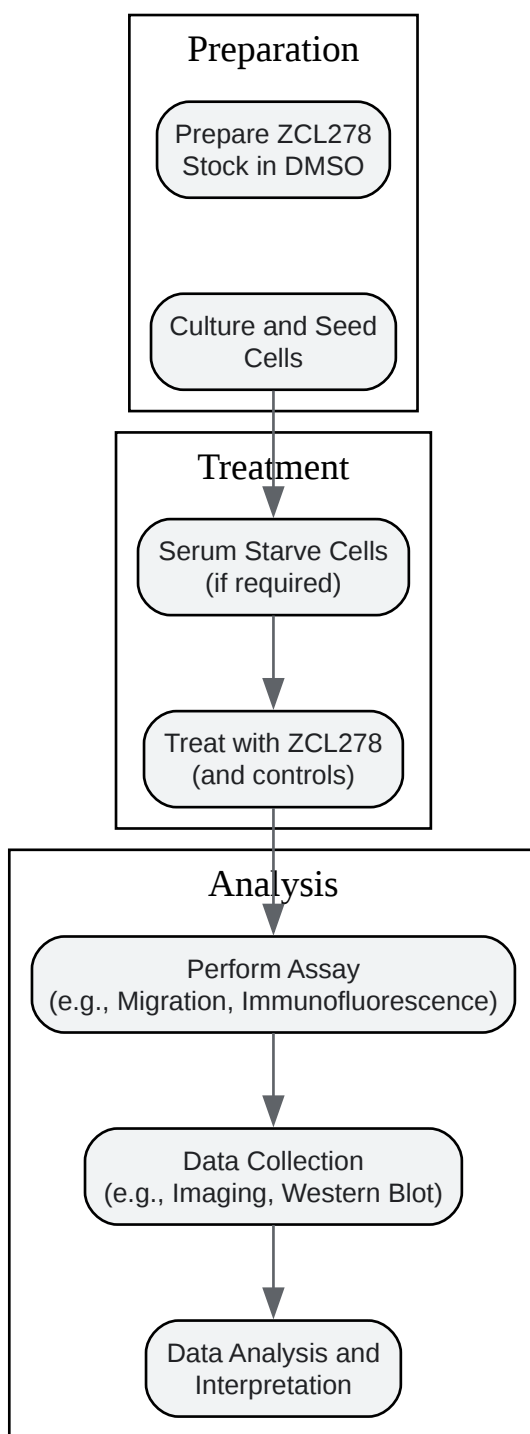 Preparation
Prepare ZCL278
Stock in DMSO
Culture and Seed
Cells
Treatment
Serum Starve Cells
(if required)
Treat with ZCL278
(and controls)
Analysis
Perform Assay
(e.g., Migration, Immunofluorescence)
Data Collection
(e.g., Imaging, Western Blot)
Data Analysis and
Interpretation